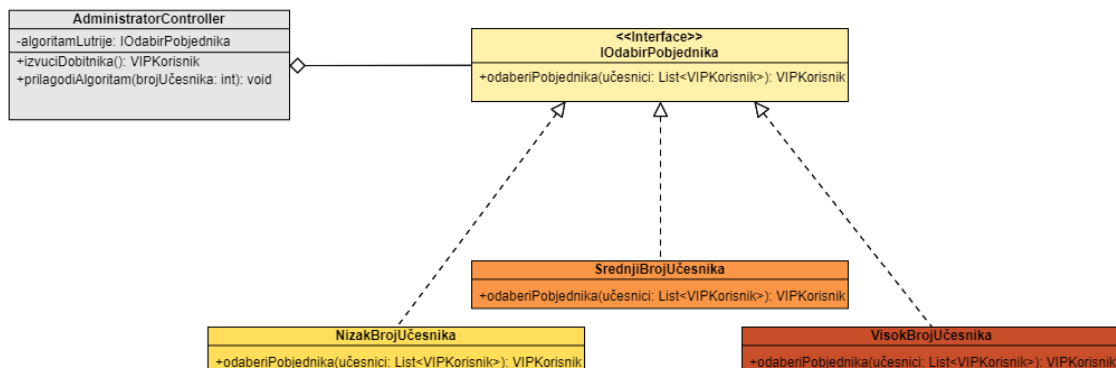 AdministratorController
-algoritamLutrije: IOdabirPobjednika
+izvuciDobitnika(): VIPKorisnik
+prilagodiAlgoritam(brojUčesnika: int): void
<<Interface>>
IOdabirPobjednika
+odaberiPobjednika(učesnici: List<VIPKorisnik>): VIPKorisnik
SrednjiBrojUčesnika
+odaberiPobjednika(učesnici: List<VIPKorisnik>): VIPKorisnik
NizakBrojUčesnika
+odaberiPobjednika(učesnici: List<VIPKorisnik>): VIPKorisnik
VisokBrojUčesnika
+odaberiPobjednika(učesnici: List<VIPKorisnik>): VIPKorisnik